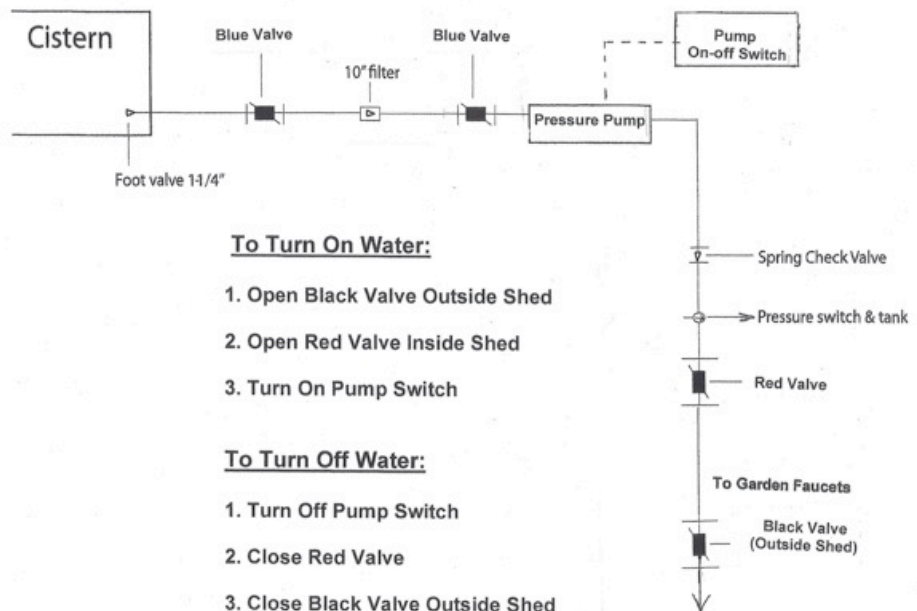 Cistern
Blue Valve
10" filter
Blue Valve
Pump
On-off Switch
Pressure Pump
Foot valve 1-1/4"
Spring Check Valve
Pressure switch & tank
Red Valve
To Garden Faucets
Black Valve
(Outside Shed)
To Turn On Water:
1. Open Black Valve Outside Shed
2. Open Red Valve Inside Shed
3. Turn On Pump Switch
To Turn Off Water:
1. Turn Off Pump Switch
2. Close Red Valve
3. Close Black Valve Outside Shed